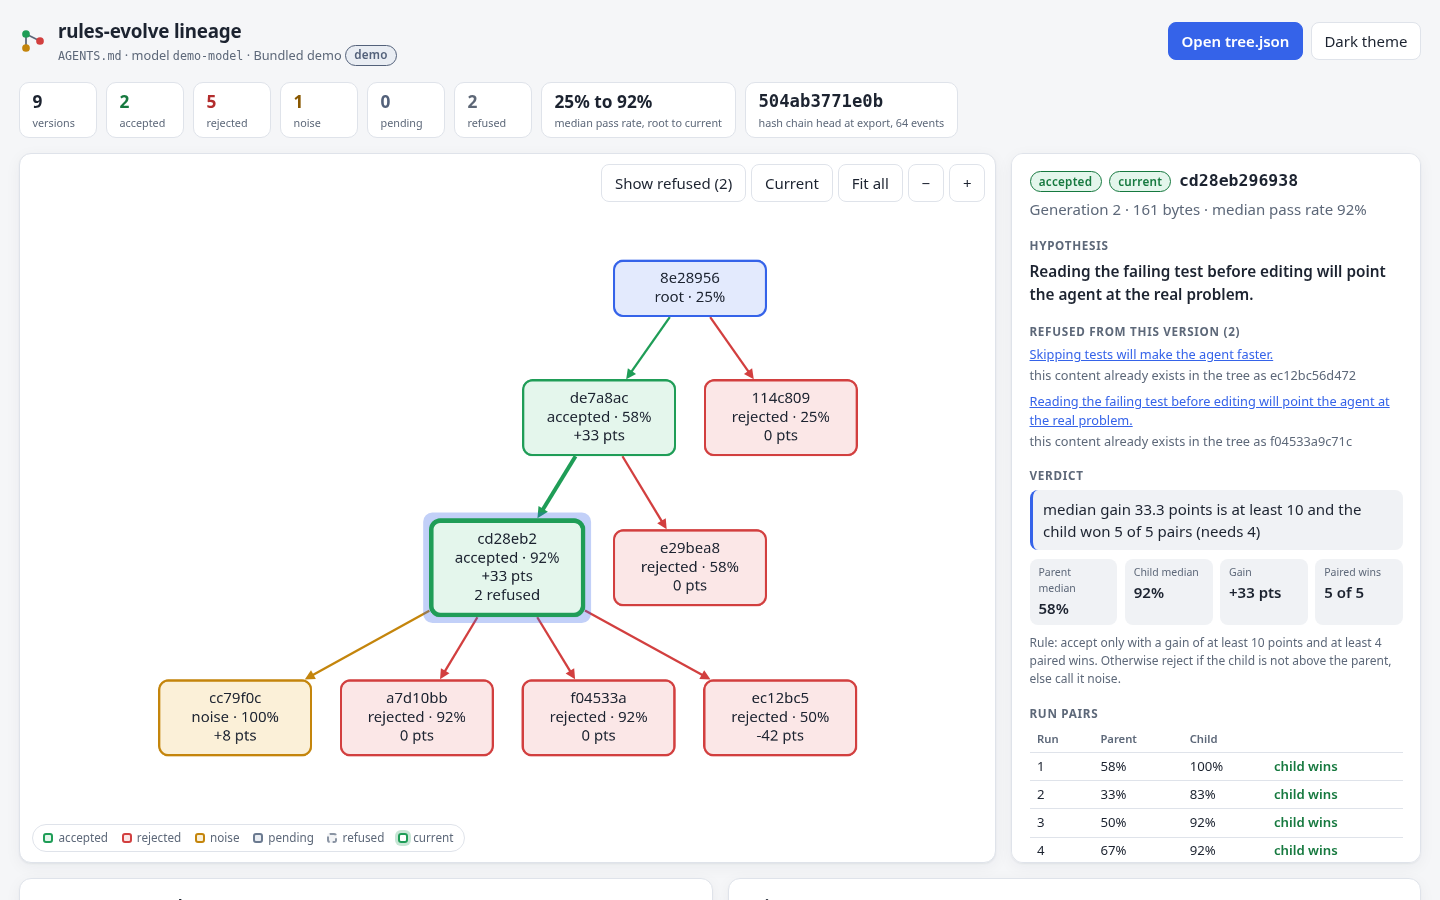 rules-evolve lineage
AGENTS.md · model demo-model · Bundled demo demo
Open tree.json
Dark theme
9
versions
2
accepted
5
rejected
1
noise
0
pending
2
refused
25% to 92%
median pass rate, root to current
504ab3771e0b
hash chain head at export, 64 events
Show refused (2)
Current
Fit all
−
+
8e28956
root · 25%
de7a8ac
accepted · 58%
+33 pts
114c809
rejected · 25%
0 pts
cd28eb2
accepted · 92%
+33 pts
2 refused
e29bea8
rejected · 58%
0 pts
cc79f0c
noise · 100%
+8 pts
a7d10bb
rejected · 92%
0 pts
f04533a
rejected · 92%
0 pts
ec12bc5
rejected · 50%
-42 pts
accepted
rejected
noise
pending
refused
current
accepted current cd28eb296938
Generation 2 · 161 bytes · median pass rate 92%
HYPOTHESIS
Reading the failing test before editing will point
the agent at the real problem.
REFUSED FROM THIS VERSION (2)
Skipping tests will make the agent faster.
this content already exists in the tree as ec12bc56d472
Reading the failing test before editing will point the agent at
the real problem.
this content already exists in the tree as f04533a9c71c
VERDICT
median gain 33.3 points is at least 10 and the
child won 5 of 5 pairs (needs 4)
Parent
median
58%
Child median
92%
Gain
+33 pts
Paired wins
5 of 5
Rule: accept only with a gain of at least 10 points and at least 4
paired wins. Otherwise reject if the child is not above the parent,
else call it noise.
RUN PAIRS
Run Parent Child
1 58% 100% child wins
2 33% 83% child wins
3 50% 92% child wins
4 67% 92% child wins